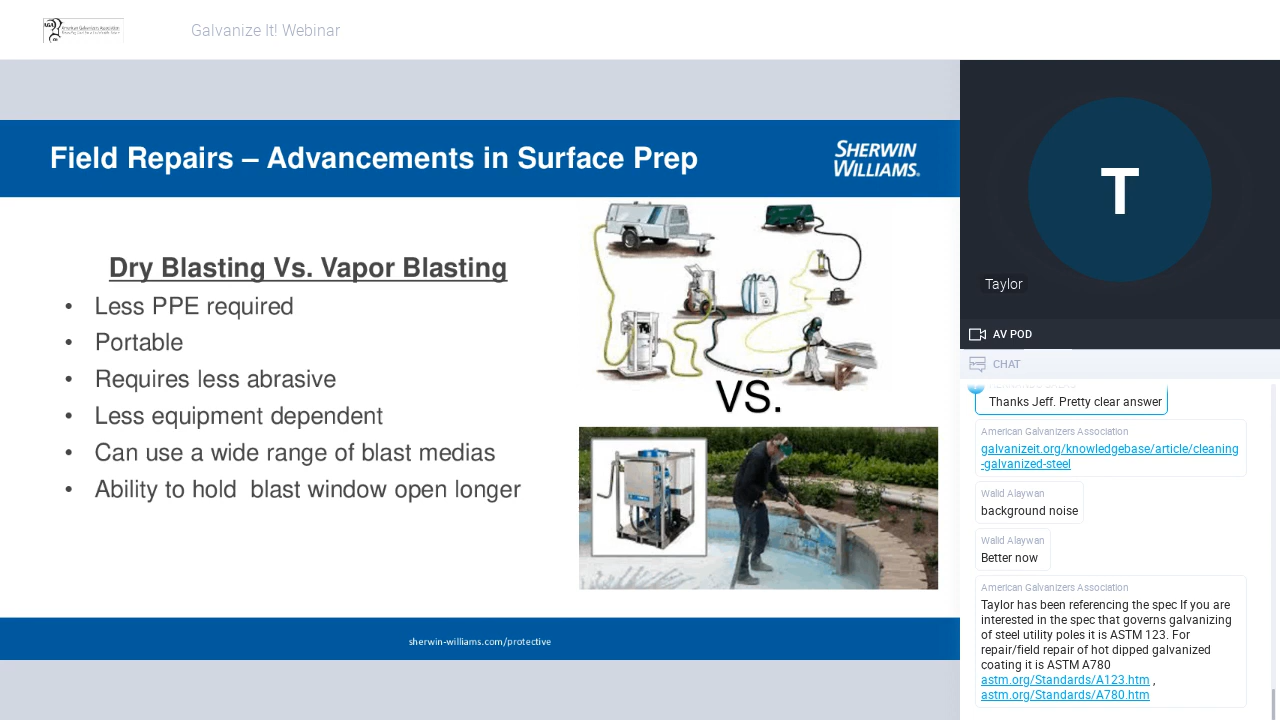 AGA
American Galvanizers Association
Galvanize It! Webinar
Field Repairs – Advancements in Surface Prep
SHERWIN
WILLIAMS®
Dry Blasting Vs. Vapor Blasting
• Less PPE required
• Portable
• Requires less abrasive
• Less equipment dependent
• Can use a wide range of blast medias
• Ability to hold blast window open longer
VS.
sherwin-williams.com/protective
T
Taylor
AV POD
CHAT
Thanks Jeff. Pretty clear answer
American Galvanizers Association
galvanizeit.org/knowledgebase/article/cleaning
-galvanized-steel
Walid Alaywan
background noise
Walid Alaywan
Better now
American Galvanizers Association
Taylor has been referencing the spec If you are
interested in the spec that governs galvanizing
of steel utility poles it is ASTM 123. For
repair/field repair of hot dipped galvanized
coating it is ASTM A780
astm.org/Standards/A123.htm ,
astm.org/Standards/A780.htm